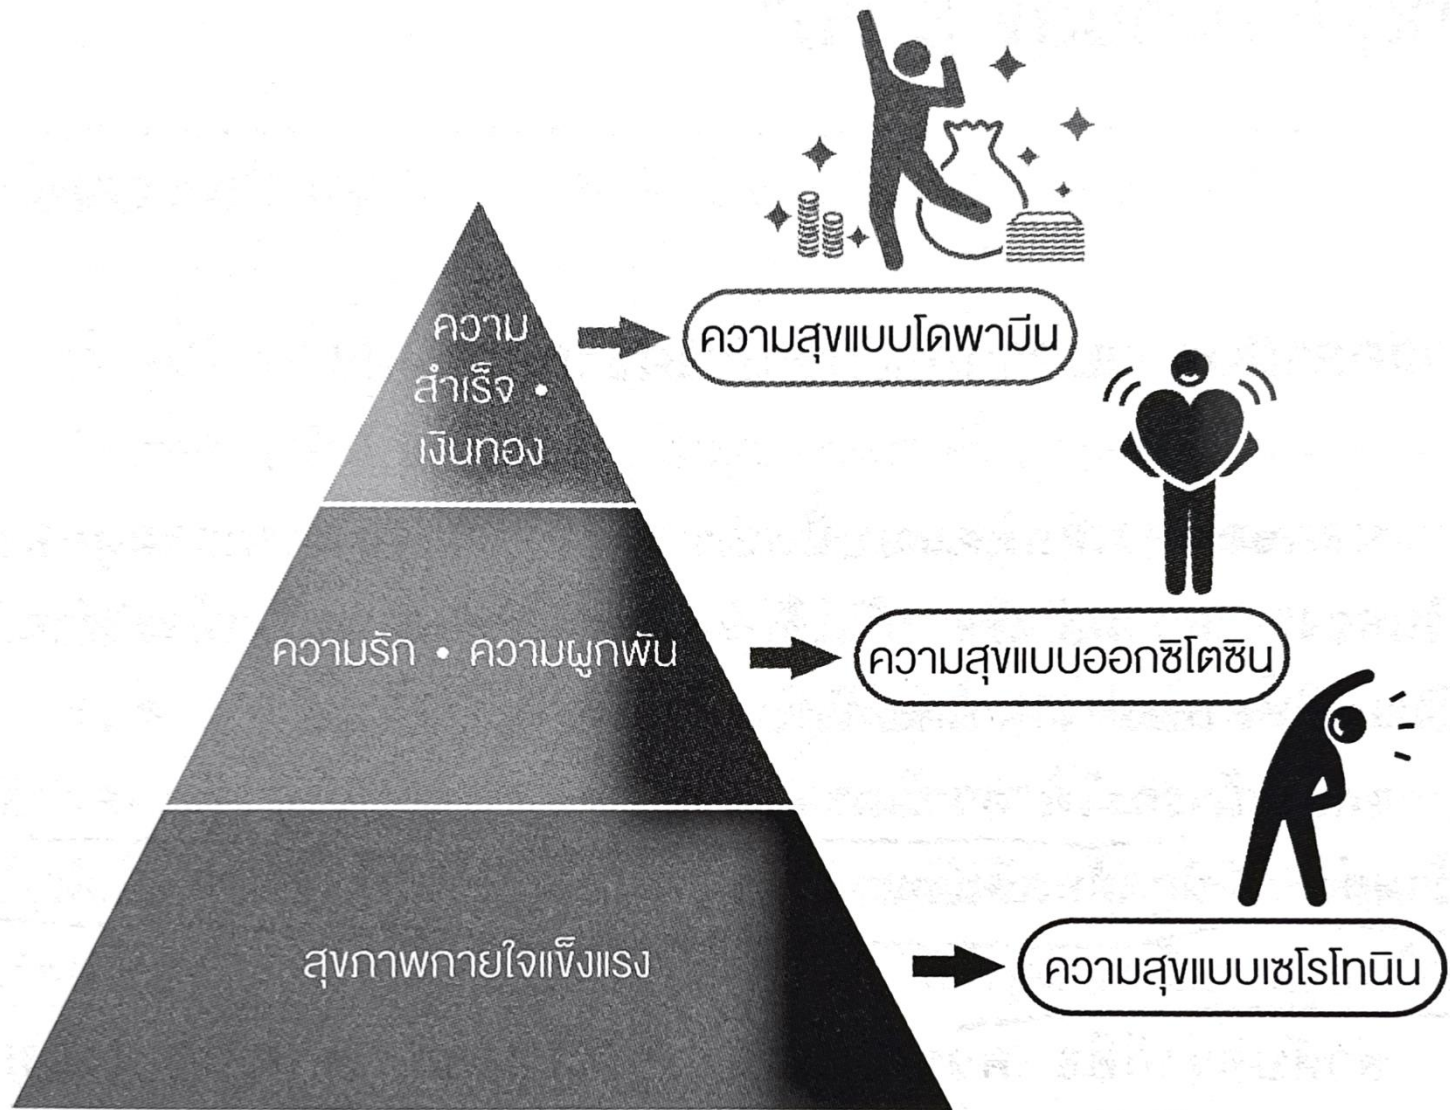 ความ
สำเร็จ •
เงินทอง
ความสุขแบบโดพามีน
ความรัก • ความผูกพัน
ความสุขแบบออกซิโตซิน
สุขภาพกายใจแข็งแรง
ความสุขแบบเซโรโทนิน